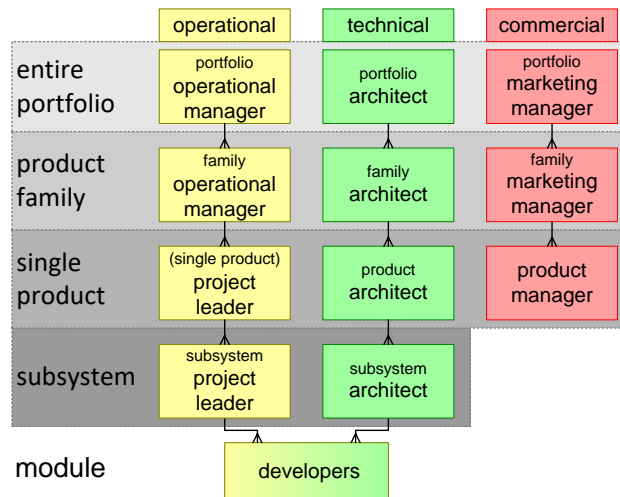 operational technical commercial
entire
portfolio
portfolio
operational
manager
portfolio
architect
portfolio
marketing
manager
product
family
family
operational
manager
family
architect
family
marketing
manager
single
product
(single product)
project
leader
product
architect
product
manager
subsystem
subsystem
project
leader
subsystem
architect
module
developers